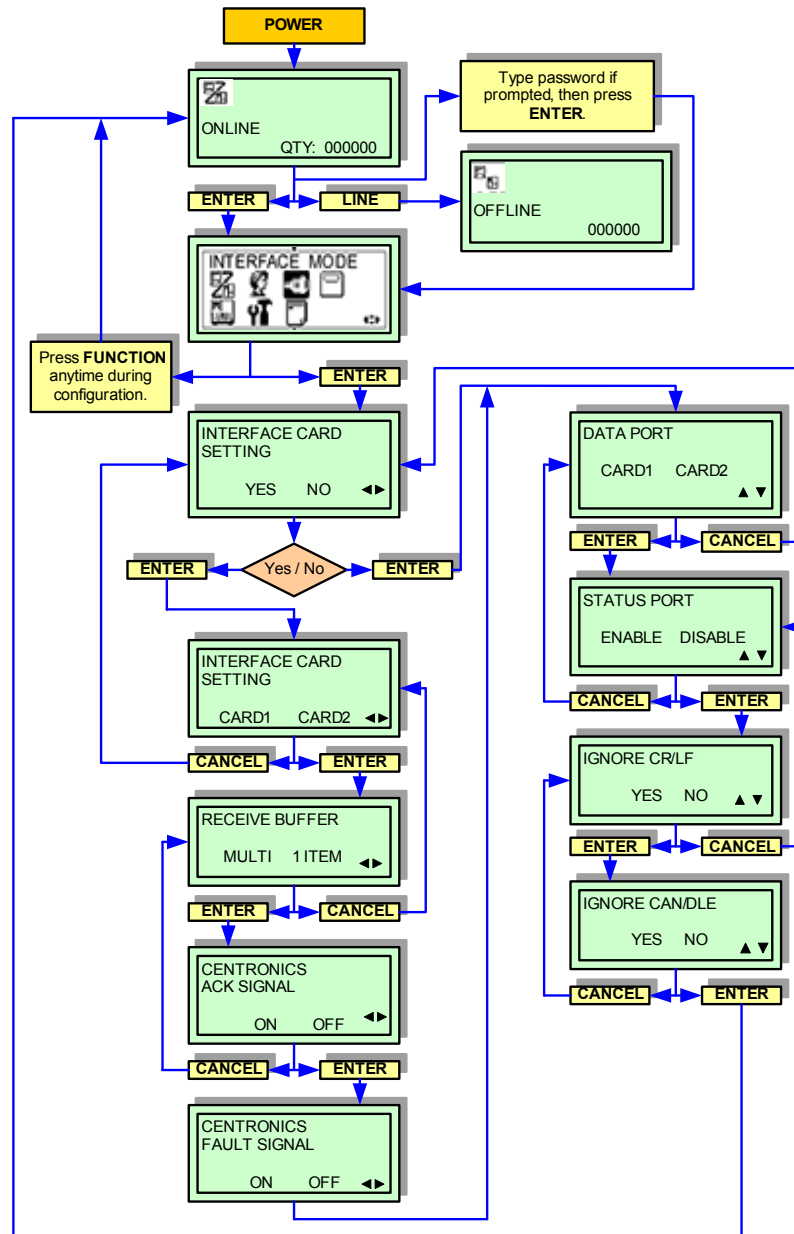 POWER
ONLINE
QTY: 000000
Type password if
prompted, then press
ENTER.
ENTER
LINE
OFFLINE
000000
INTERFACE MODE
Press FUNCTION
anytime during
configuration.
ENTER
INTERFACE CARD
SETTING
YES NO
Yes / No
ENTER
ENTER
INTERFACE CARD
SETTING
CARD1 CARD2
CANCEL
ENTER
RECEIVE BUFFER
MULTI 1 ITEM
ENTER
CANCEL
CENTRONICS
ACK SIGNAL
ON OFF
CANCEL
ENTER
CENTRONICS
FAULT SIGNAL
ON OFF
DATA PORT
CARD1 CARD2
ENTER
CANCEL
STATUS PORT
ENABLE DISABLE
CANCEL
ENTER
IGNORE CR/LF
YES NO
ENTER
CANCEL
IGNORE CAN/DLE
YES NO
CANCEL
ENTER